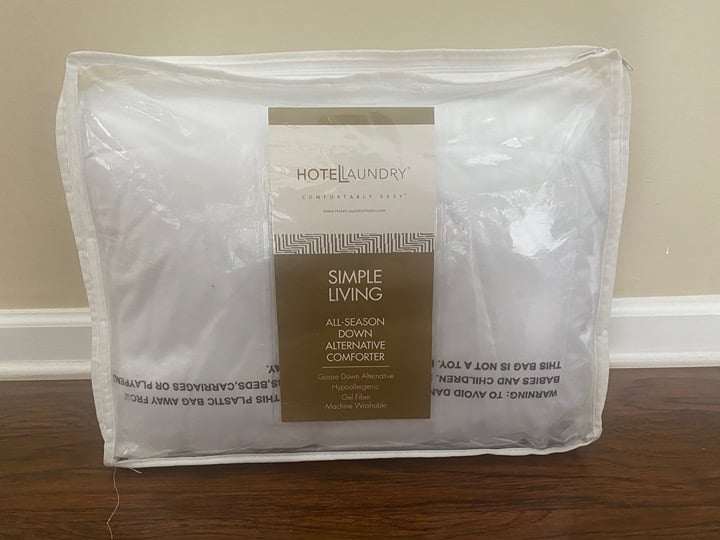 HOTELLAUNDRY®
COMFORTABLY EASY®
www.HotelLaundryHome.com
SIMPLE
LIVING
ALL-SEASON
DOWN
ALTERNATIVE
COMFORTER
Goose Down Alternative
Hypoallergenic
Gel Fiber
Machine Washable
WARNING: TO AVOID THIS PLASTIC BAG AWAY FROM
BABIES AND CHILDREN. BEDS,CARRIAGES OR
THIS BAG IS NOT A TOY.